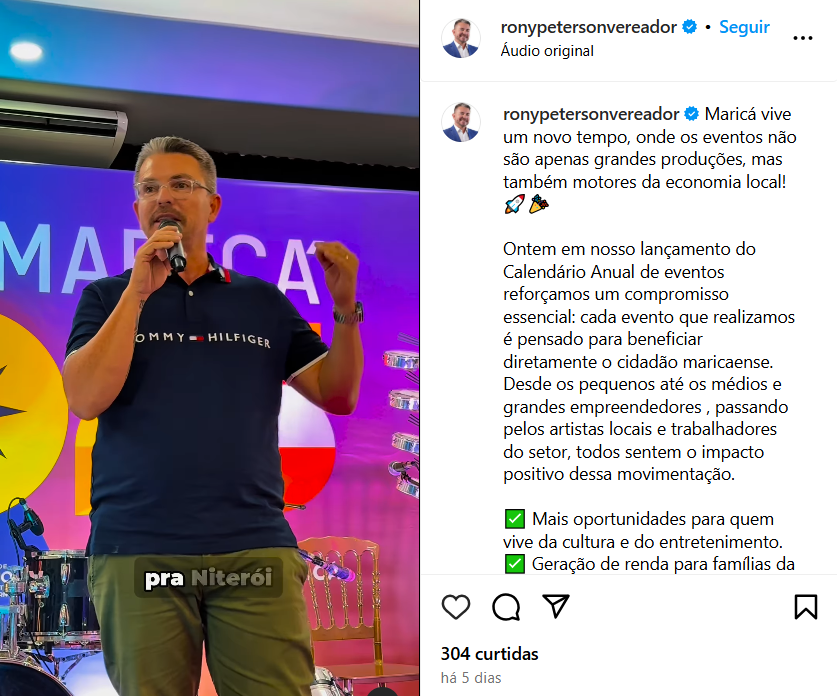 MARICÁ
TOMMY HILFIGER
pra Niterói
ronypetersonvereador • Seguir
Áudio original
ronypetersonvereador Maricá vive
um novo tempo, onde os eventos não
são apenas grandes produções, mas
também motores da economia local!
🚀🎉
Ontem em nosso lançamento do
Calendário Anual de eventos
reforçamos um compromisso
essencial: cada evento que realizamos
é pensado para beneficiar
diretamente o cidadão maricaense.
Desde os pequenos até os médios e
grandes empreendedores , passando
pelos artistas locais e trabalhadores
do setor, todos sentem o impacto
positivo dessa movimentação.
✅ Mais oportunidades para quem
vive da cultura e do entretenimento.
✅ Geração de renda para famílias da
304 curtidas
há 5 dias